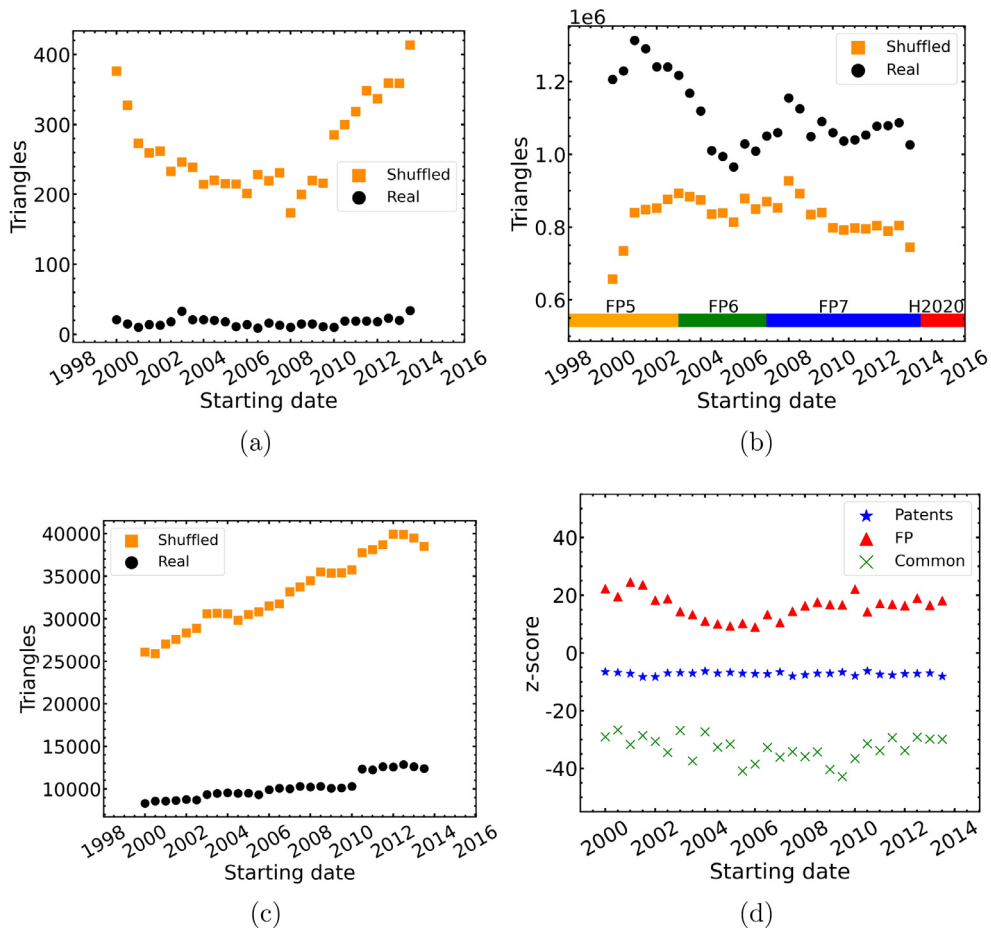 400
300
200
100
0
Triangles
Shuffled
Real
1998
2000
2002
2004
2006
2008
2010
2012
2014
2016
Starting date
(a)
1e6
1.2
1.0
0.8
0.6
Triangles
Shuffled
Real
FP5
FP6
FP7
H2020
1998
2000
2002
2004
2006
2008
2010
2012
2014
2016
Starting date
(b)
40000
35000
30000
25000
20000
15000
10000
Triangles
Shuffled
Real
1998
2000
2002
2004
2006
2008
2010
2012
2014
2016
Starting date
(c)
40
20
0
-20
-40
z-score
Patents
FP
Common
2000
2002
2004
2006
2008
2010
2012
2014
Starting date
(d)